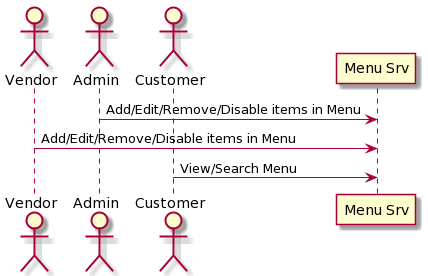 Vendor Admin Customer Menu Srv
Add/Edit/Remove/Disable items in Menu
Add/Edit/Remove/Disable items in Menu
View/Search Menu
Vendor Admin Customer Menu Srv